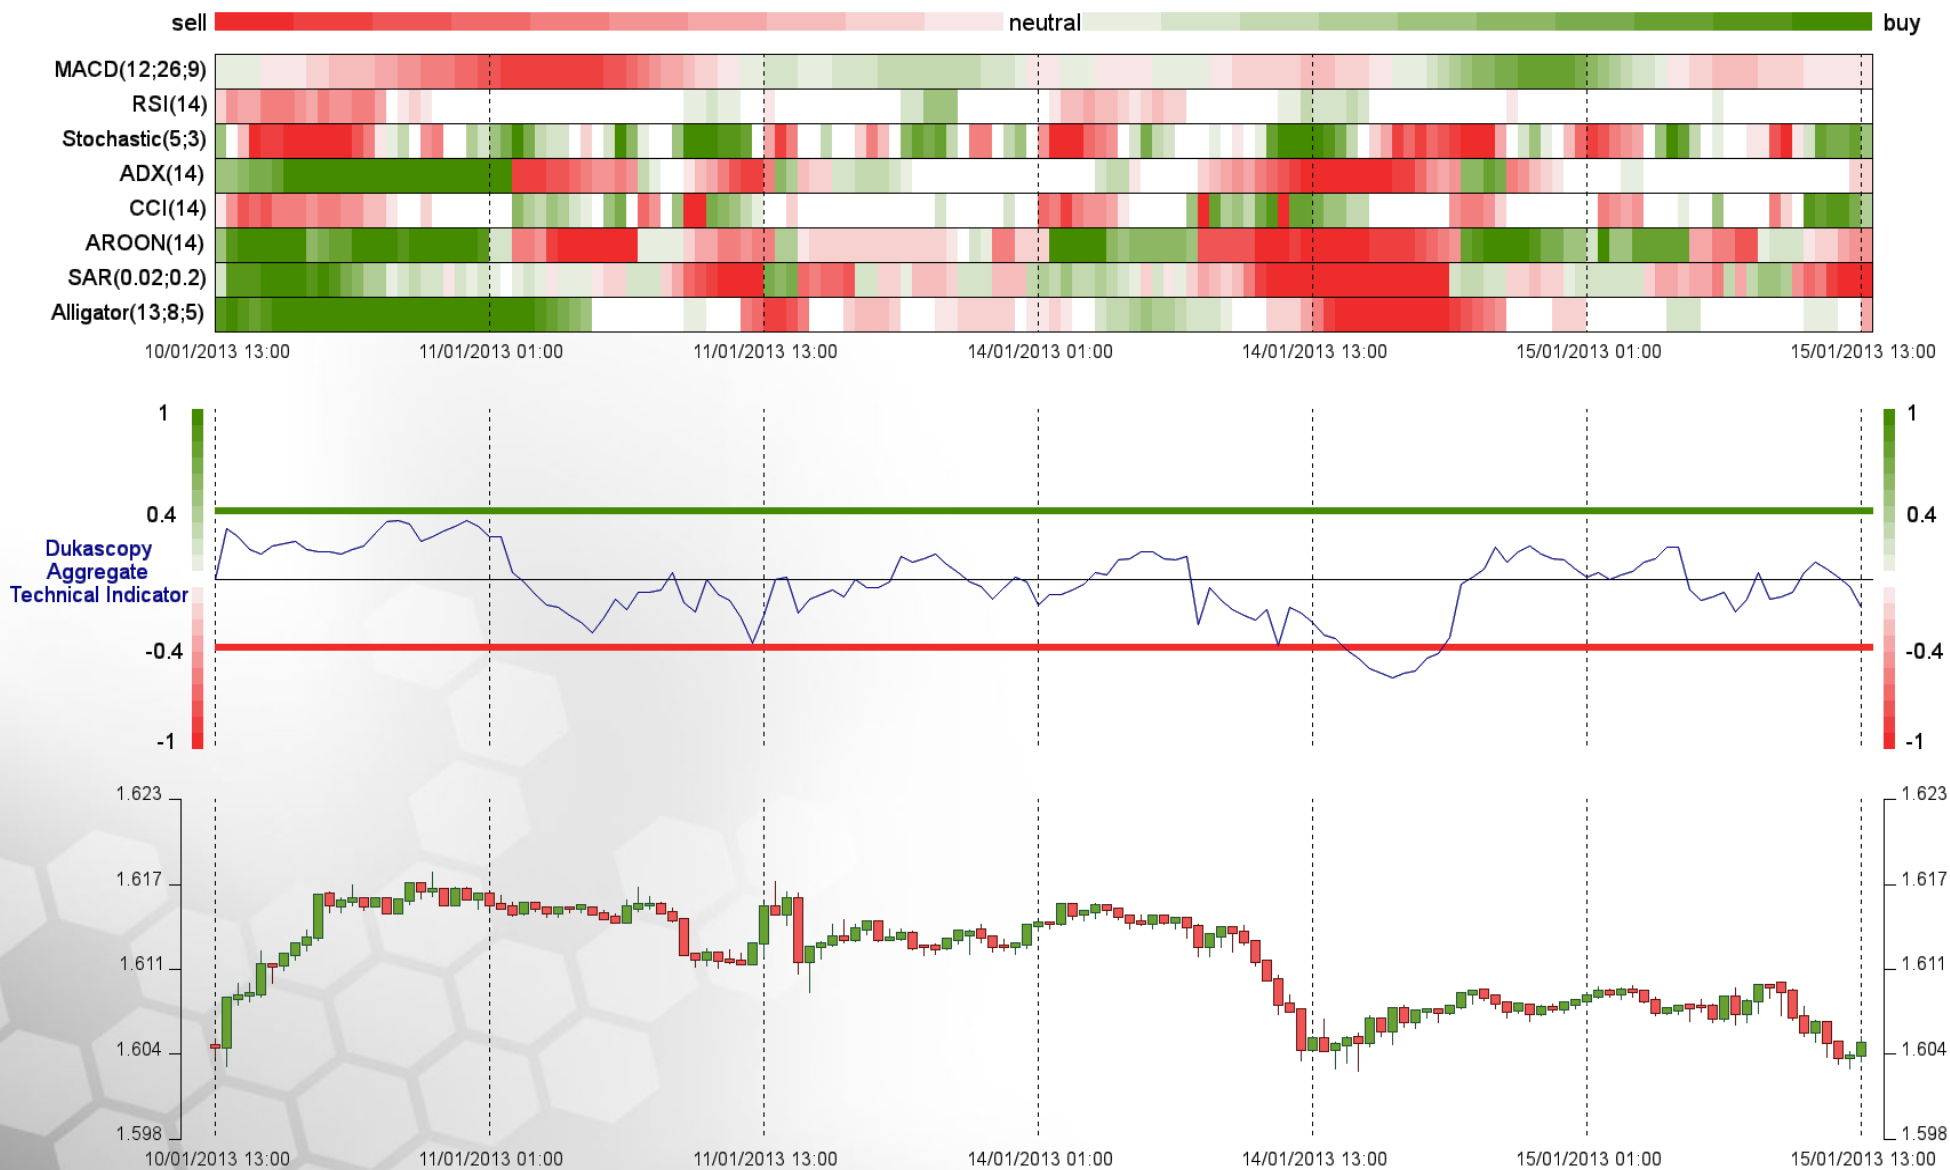 sell neutral buy
MACD(12;26;9)
RSI(14)
Stochastic(5;3)
ADX(14)
CCI(14)
AROON(14)
SAR(0.02;0.2)
Alligator(13;8;5)
10/01/2013 13:00 11/01/2013 01:00 11/01/2013 13:00 14/01/2013 01:00 14/01/2013 13:00 15/01/2013 01:00 15/01/2013 13:00
1 1
0.4 0.4
Dukascopy
Aggregate
Technical Indicator
-0.4 -0.4
-1 -1
1.623 1.623
1.617 1.617
1.611 1.611
1.604 1.604
1.598 1.598
10/01/2013 13:00 11/01/2013 01:00 11/01/2013 13:00 14/01/2013 01:00 14/01/2013 13:00 15/01/2013 01:00 15/01/2013 13:00